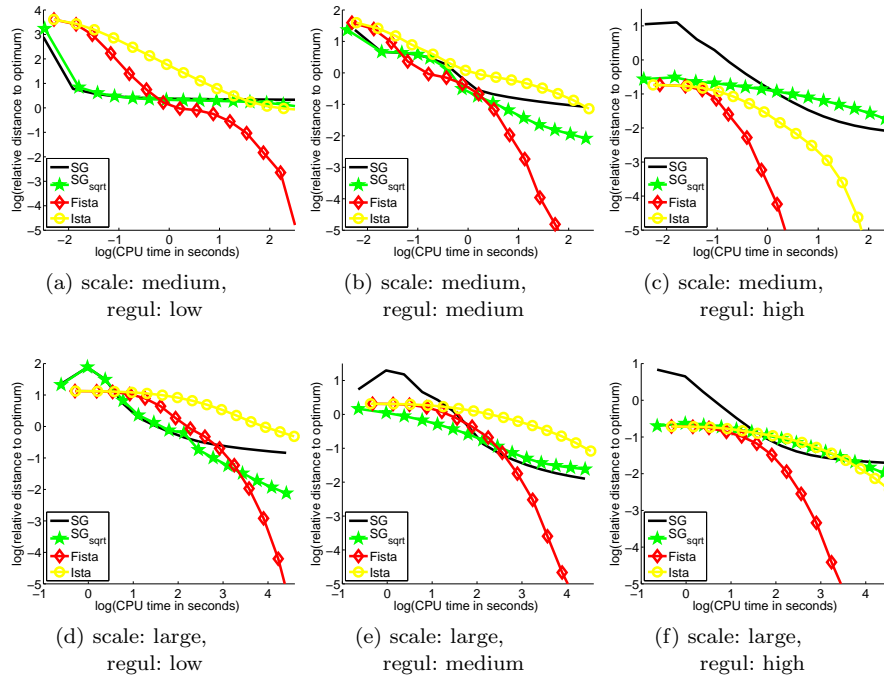 log(relative distance to optimum)
4
3
2
1
0
−1
−2
−3
−4
−5
−2
−1
0
1
2
log(CPU time in seconds)
SG
SGsqrt
Fista
Ista
(a) scale: medium,
regul: low
log(relative distance to optimum)
2
1
0
−1
−2
−3
−4
−5
−2
−1
0
1
2
log(CPU time in seconds)
SG
SGsqrt
Fista
Ista
(b) scale: medium,
regul: medium
log(relative distance to optimum)
1
0
−1
−2
−3
−4
−5
−2
−1
0
1
2
log(CPU time in seconds)
SG
SGsqrt
Fista
Ista
(c) scale: medium,
regul: high
log(relative distance to optimum)
2
1
0
−1
−2
−3
−4
−5
−1
0
1
2
3
4
log(CPU time in seconds)
SG
SGsqrt
Fista
Ista
(d) scale: large,
regul: low
log(relative distance to optimum)
1
0
−1
−2
−3
−4
−5
−1
0
1
2
3
4
log(CPU time in seconds)
SG
SGsqrt
Fista
Ista
(e) scale: large,
regul: medium
log(relative distance to optimum)
1
0
−1
−2
−3
−4
−5
−1
0
1
2
3
4
log(CPU time in seconds)
SG
SGsqrt
Fista
Ista
(f) scale: large,
regul: high